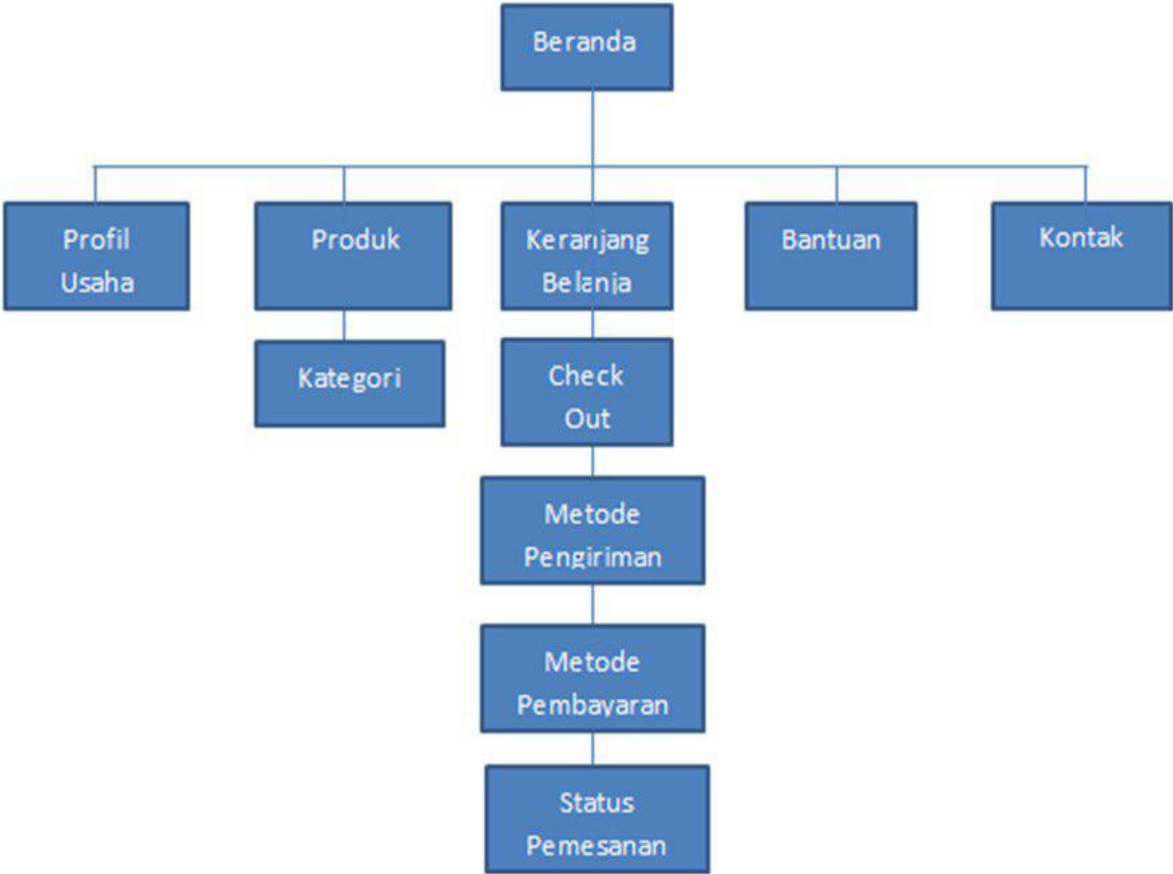 Beranda
Profil
Usaha
Produk
Keranjang
Belanja
Bantuan
Kontak
Kategori
Check
Out
Metode
Pengiriman
Metode
Pembayaran
Status
Pemesanan